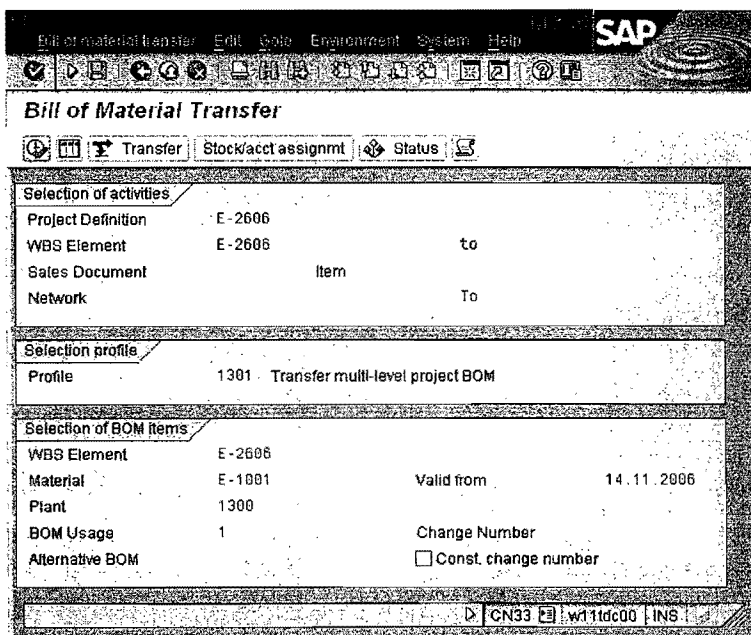 SAP
Bill of material transfer Edit Goto Environment System Help
Bill of Material Transfer
Transfer Stock/acct assignmt Status
Selection of activities
Project Definition E-2606
WBS Element E-2606 to
Sales Document Item
Network To
Selection profile
Profile 1301 Transfer multi-level project BOM
Selection of BOM items
WBS Element E-2606
Material E-1001 Valid from 14.11.2006
Plant 1300
BOM Usage 1 Change Number
Alternative BOM Const. change number
CN33 w11tdc00 INS